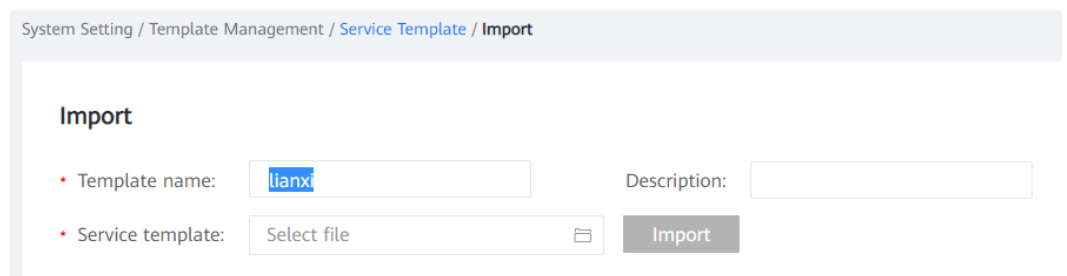 System Setting / Template Management / Service Template / Import
Import
* Template name: lianxi Description:
* Service template: Select file Import